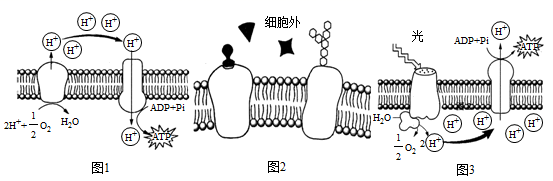 H⁺ H⁺
H⁺ H⁺ H⁺
ADP+Pi
2H⁺+1/2 O₂ H₂O
H⁺ ATP
图1
细胞外
图2
光
H⁺
ADP+Pi ATP
H₂O
H⁺ H⁺ H⁺
1/2 O₂ 2 H⁺ H⁺ H⁺
图3